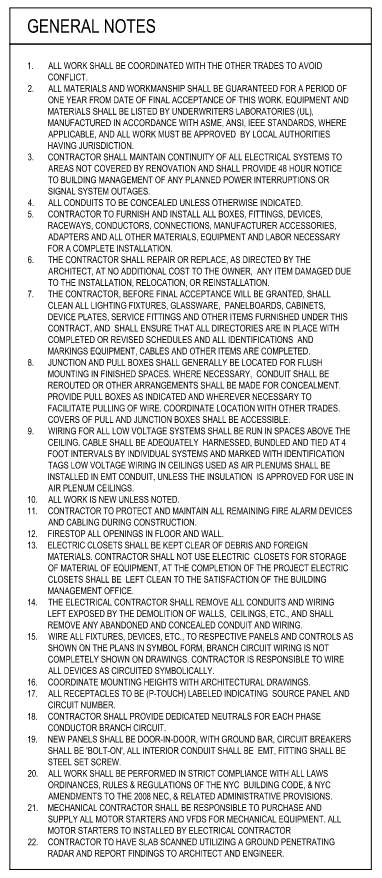 GENERAL NOTES
1. ALL WORK SHALL BE COORDINATED WITH THE OTHER TRADES TO AVOID
CONFLICT.
2. ALL MATERIALS AND WORKMANSHIP SHALL BE GUARANTEED FOR A PERIOD OF
ONE YEAR FROM DATE OF FINAL ACCEPTANCE OF THIS WORK. EQUIPMENT AND
MATERIALS SHALL BE LISTED BY UNDERWRITERS LABORATORIES (UL),
MANUFACTURED IN ACCORDANCE WITH ASME, ANSI, IEEE STANDARDS, WHERE
APPLICABLE, AND ALL WORK MUST BE APPROVED BY LOCAL AUTHORITIES
HAVING JURISDICTION.
3. CONTRACTOR SHALL MAINTAIN CONTINUITY OF ALL ELECTRICAL SYSTEMS TO
AREAS NOT COVERED BY RENOVATION AND SHALL PROVIDE 48 HOUR NOTICE
TO BUILDING MANAGEMENT OF ANY PLANNED POWER INTERRUPTIONS OR
SIGNAL SYSTEM OUTAGES.
4. ALL CONDUITS TO BE CONCEALED UNLESS OTHERWISE INDICATED.
5. CONTRACTOR TO FURNISH AND INSTALL ALL BOXES, FITTINGS, DEVICES,
RACEWAYS, CONDUCTORS, CONNECTIONS, MANUFACTURER ACCESSORIES,
ADAPTERS AND ALL OTHER MATERIALS, EQUIPMENT AND LABOR NECESSARY
FOR A COMPLETE INSTALLATION.
6. THE CONTRACTOR SHALL REPAIR OR REPLACE, AS DIRECTED BY THE
ARCHITECT, AT NO ADDITIONAL COST TO THE OWNER, ANY ITEM DAMAGED DUE
TO THE INSTALLATION, RELOCATION, OR REINSTALLATION.
7. THE CONTRACTOR, BEFORE FINAL ACCEPTANCE WILL BE GRANTED, SHALL
CLEAN ALL LIGHTING FIXTURES, GLASSWARE, PANELBOARDS, CABINETS,
DEVICE PLATES, SERVICE FITTINGS AND OTHER ITEMS FURNISHED UNDER THIS
CONTRACT, AND SHALL ENSURE THAT ALL DIRECTORIES ARE IN PLACE WITH
COMPLETED OR REVISED SCHEDULES AND ALL IDENTIFICATIONS AND
MARKINGS EQUIPMENT, CABLES AND OTHER ITEMS ARE COMPLETED.
8. JUNCTION AND PULL BOXES SHALL GENERALLY BE LOCATED FOR FLUSH
MOUNTING IN FINISHED SPACES. WHERE NECESSARY, CONDUIT SHALL BE
REROUTED OR OTHER ARRANGEMENTS SHALL BE MADE FOR CONCEALMENT.
PROVIDE PULL BOXES AS INDICATED AND WHEREVER NECESSARY TO
FACILITATE PULLING OF WIRE. COORDINATE LOCATION WITH OTHER TRADES.
COVERS OF PULL AND JUNCTION BOXES SHALL BE ACCESSIBLE.
9. WIRING FOR ALL LOW VOLTAGE SYSTEMS SHALL BE RUN IN SPACES ABOVE THE
CEILING. CABLE SHALL BE ADEQUATELY HARNESSED, BUNDLED AND TIED AT 4
FOOT INTERVALS BY INDIVIDUAL SYSTEMS AND MARKED WITH IDENTIFICATION
TAGS LOW VOLTAGE WIRING IN CEILINGS USED AS AIR PLENUMS SHALL BE
INSTALLED IN EMT CONDUIT, UNLESS THE INSULATION IS APPROVED FOR USE IN
AIR PLENUM CEILINGS.
10. ALL WORK IS NEW UNLESS NOTED.
11. CONTRACTOR TO PROTECT AND MAINTAIN ALL REMAINING FIRE ALARM DEVICES
AND CABLING DURING CONSTRUCTION.
12. FIRESTOP ALL OPENINGS IN FLOOR AND WALL.
13. ELECTRIC CLOSETS SHALL BE KEPT CLEAR OF DEBRIS AND FOREIGN
MATERIALS. CONTRACTOR SHALL NOT USE ELECTRIC CLOSETS FOR STORAGE
OF MATERIAL OF EQUIPMENT, AT THE COMPLETION OF THE PROJECT ELECTRIC
CLOSETS SHALL BE LEFT CLEAN TO THE SATISFACTION OF THE BUILDING
MANAGEMENT OFFICE.
14. THE ELECTRICAL CONTRACTOR SHALL REMOVE ALL CONDUITS AND WIRING
LEFT EXPOSED BY THE DEMOLITION OF WALLS, CEILINGS, ETC., AND SHALL
REMOVE ANY ABANDONED AND CONCEALED CONDUIT AND WIRING.
15. WIRE ALL FIXTURES, DEVICES, ETC., TO RESPECTIVE PANELS AND CONTROLS AS
SHOWN ON THE PLANS IN SYMBOL FORM, BRANCH CIRCUIT WIRING IS NOT
COMPLETELY SHOWN ON DRAWINGS. CONTRACTOR IS RESPONSIBLE TO WIRE
ALL DEVICES AS CIRCUITED SYMBOLICALLY.
16. COORDINATE MOUNTING HEIGHTS WITH ARCHITECTURAL DRAWINGS.
17. ALL RECEPTACLES TO BE (P-TOUCH) LABELED INDICATING SOURCE PANEL AND
CIRCUIT NUMBER.
18. CONTRACTOR SHALL PROVIDE DEDICATED NEUTRALS FOR EACH PHASE
CONDUCTOR BRANCH CIRCUIT.
19. NEW PANELS SHALL BE DOOR-IN-DOOR, WITH GROUND BAR, CIRCUIT BREAKERS
SHALL BE 'BOLT-ON', ALL INTERIOR CONDUIT SHALL BE EMT, FITTING SHALL BE
STEEL SET SCREW.
20. ALL WORK SHALL BE PERFORMED IN STRICT COMPLIANCE WITH ALL LAWS
ORDINANCES, RULES & REGULATIONS OF THE NYC BUILDING CODE, & NYC
AMENDMENTS TO THE 2008 NEC, & RELATED ADMINISTRATIVE PROVISIONS.
21. MECHANICAL CONTRACTOR SHALL BE RESPONSIBLE TO PURCHASE AND
SUPPLY ALL MOTOR STARTERS AND VFDS FOR MECHANICAL EQUIPMENT. ALL
MOTOR STARTERS TO INSTALLED BY ELECTRICAL CONTRACTOR
22. CONTRACTOR TO HAVE SLAB SCANNED UTILIZING A GROUND PENETRATING
RADAR AND REPORT FINDINGS TO ARCHITECT AND ENGINEER.